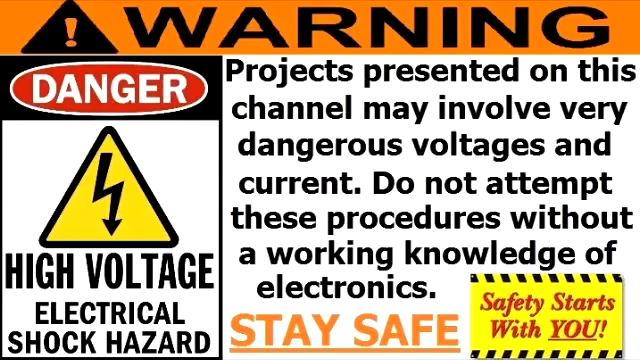 WARNING
DANGER
HIGH VOLTAGE
ELECTRICAL
SHOCK HAZARD
Projects presented on this
channel may involve very
dangerous voltages and
current. Do not attempt
these procedures without
a working knowledge of
electronics.
STAY SAFE
Safety Starts
With YOU!